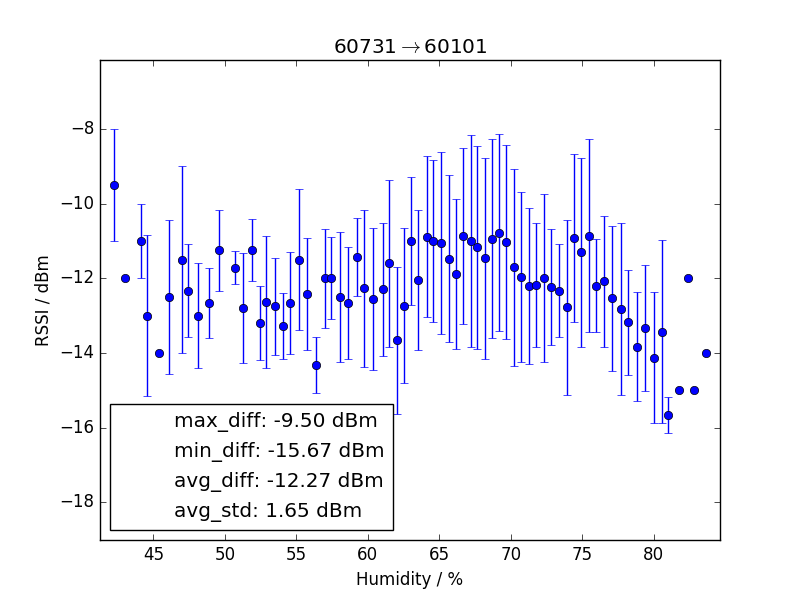 60731→60101
RSSI / dBm
−8
−10
−12
−14
−16
−18
max_diff: -9.50 dBm
min_diff: -15.67 dBm
avg_diff: -12.27 dBm
avg_std: 1.65 dBm
45 50 55 60 65 70 75 80
Humidity / %